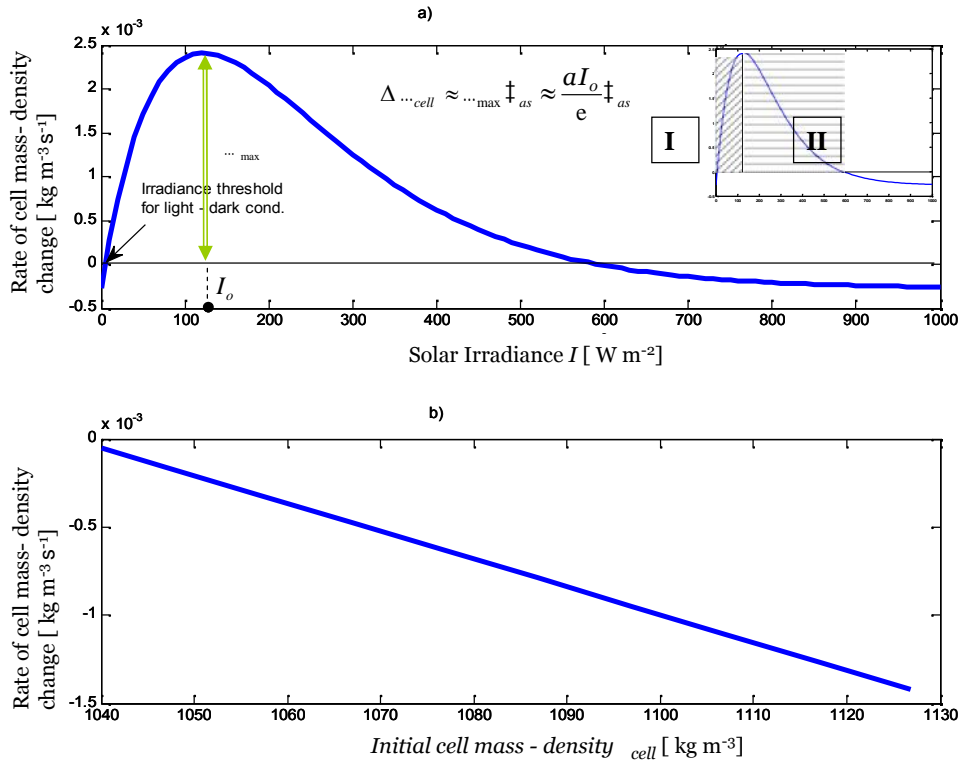 a)
x 10⁻³
2.5
2
1.5
1
0.5
0
-0.5
0 100 200 300 400 500 600 700 800 900 1000
Rate of cell mass- density
change [ kg m⁻³ s⁻¹]
Δ ...cell ≈ ...max ‡ as ≈ aIₒ/e ‡ as
... max
Irradiance threshold
for light - dark cond.
Iₒ
I
II
Solar Irradiance I [ W m⁻²]
b)
x 10⁻³
0
-0.5
-1
-1.5
1040 1050 1060 1070 1080 1090 1100 1110 1120 1130
Rate of cell mass- density
change [ kg m⁻³ s⁻¹]
Initial cell mass - density cell [ kg m⁻³]